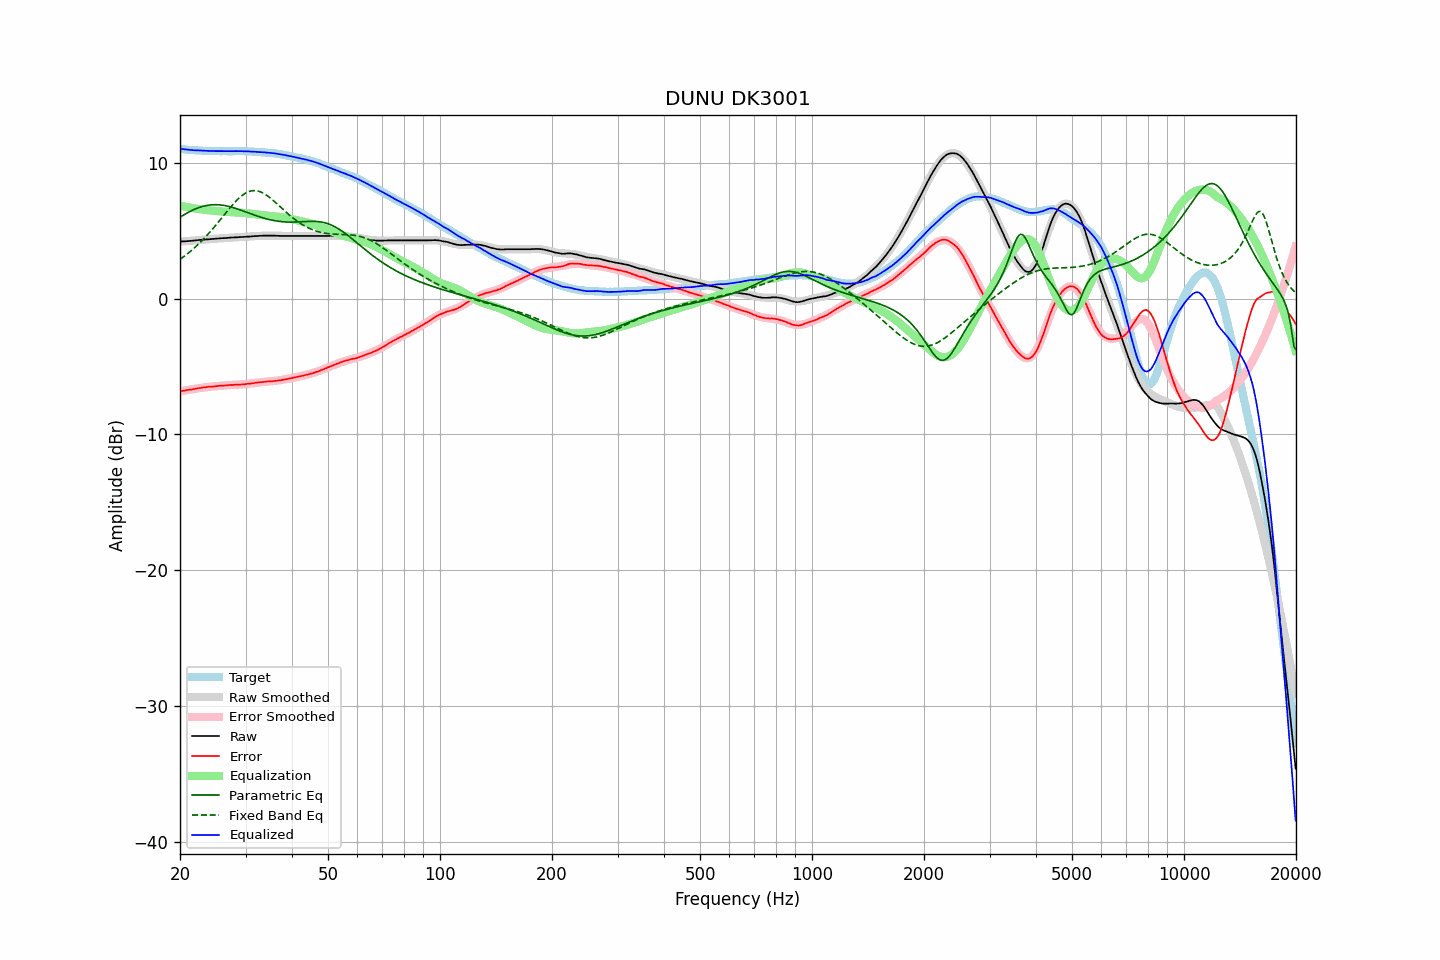 DUNU DK3001
10
0
−10
−20
−30
−40
Amplitude (dBr)
Target
Raw Smoothed
Error Smoothed
Raw
Error
Equalization
Parametric Eq
Fixed Band Eq
Equalized
20 50 100 200 500 1000 2000 5000 10000 20000
Frequency (Hz)